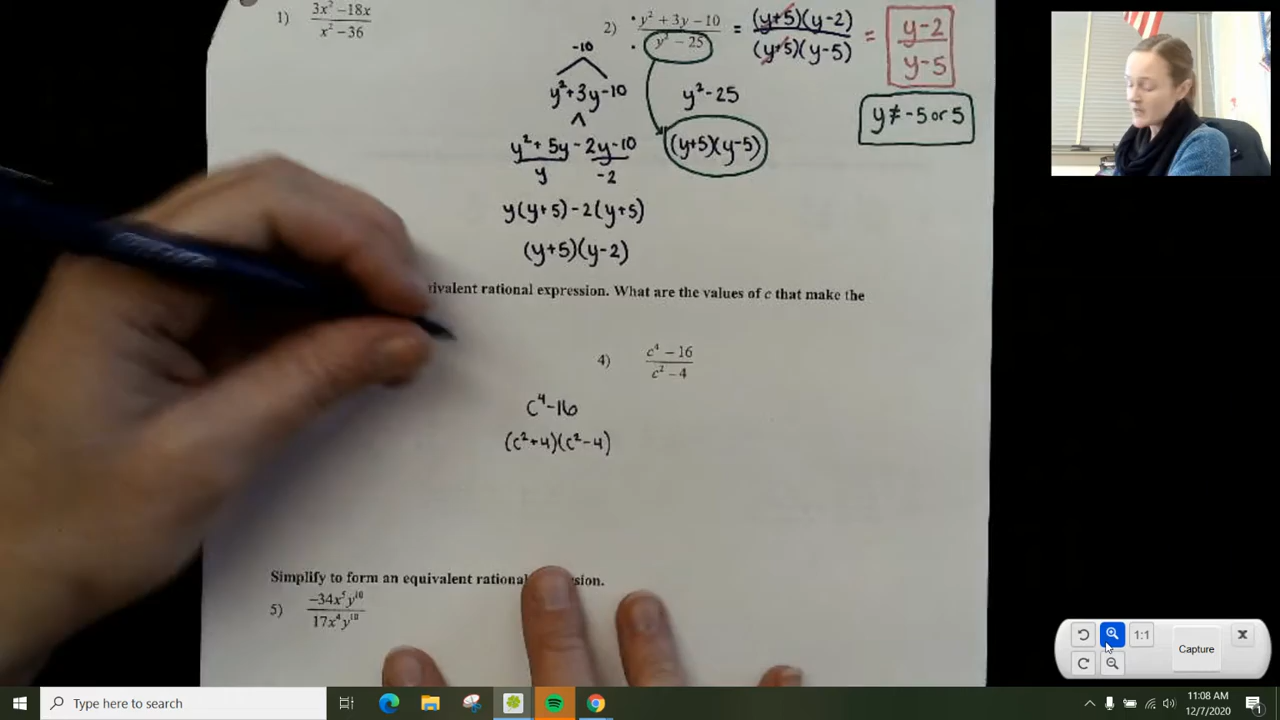 1) 3x² – 18x / x² – 36
2) y² + 3y – 10 / y² – 25 = (y+5)(y-2) / (y+5)(y-5) = y-2 / y-5
y ≠ -5 or 5
-10
y²+3y-10
y²+5y-2y-10
y -2
y(y+5)-2(y+5)
(y+5)(y-2)
y²-25
(y+5)(y-5)
rational expression. What are the values of c that make the
4) c⁴ – 16 / c² – 4
c⁴-16
(c²+4)(c²-4)
Simplify to form an equivalent rational
5) –34x⁵y¹⁰ / 17x⁴y¹⁸
1:1
Capture
Type here to search
11:08 AM
12/7/2020